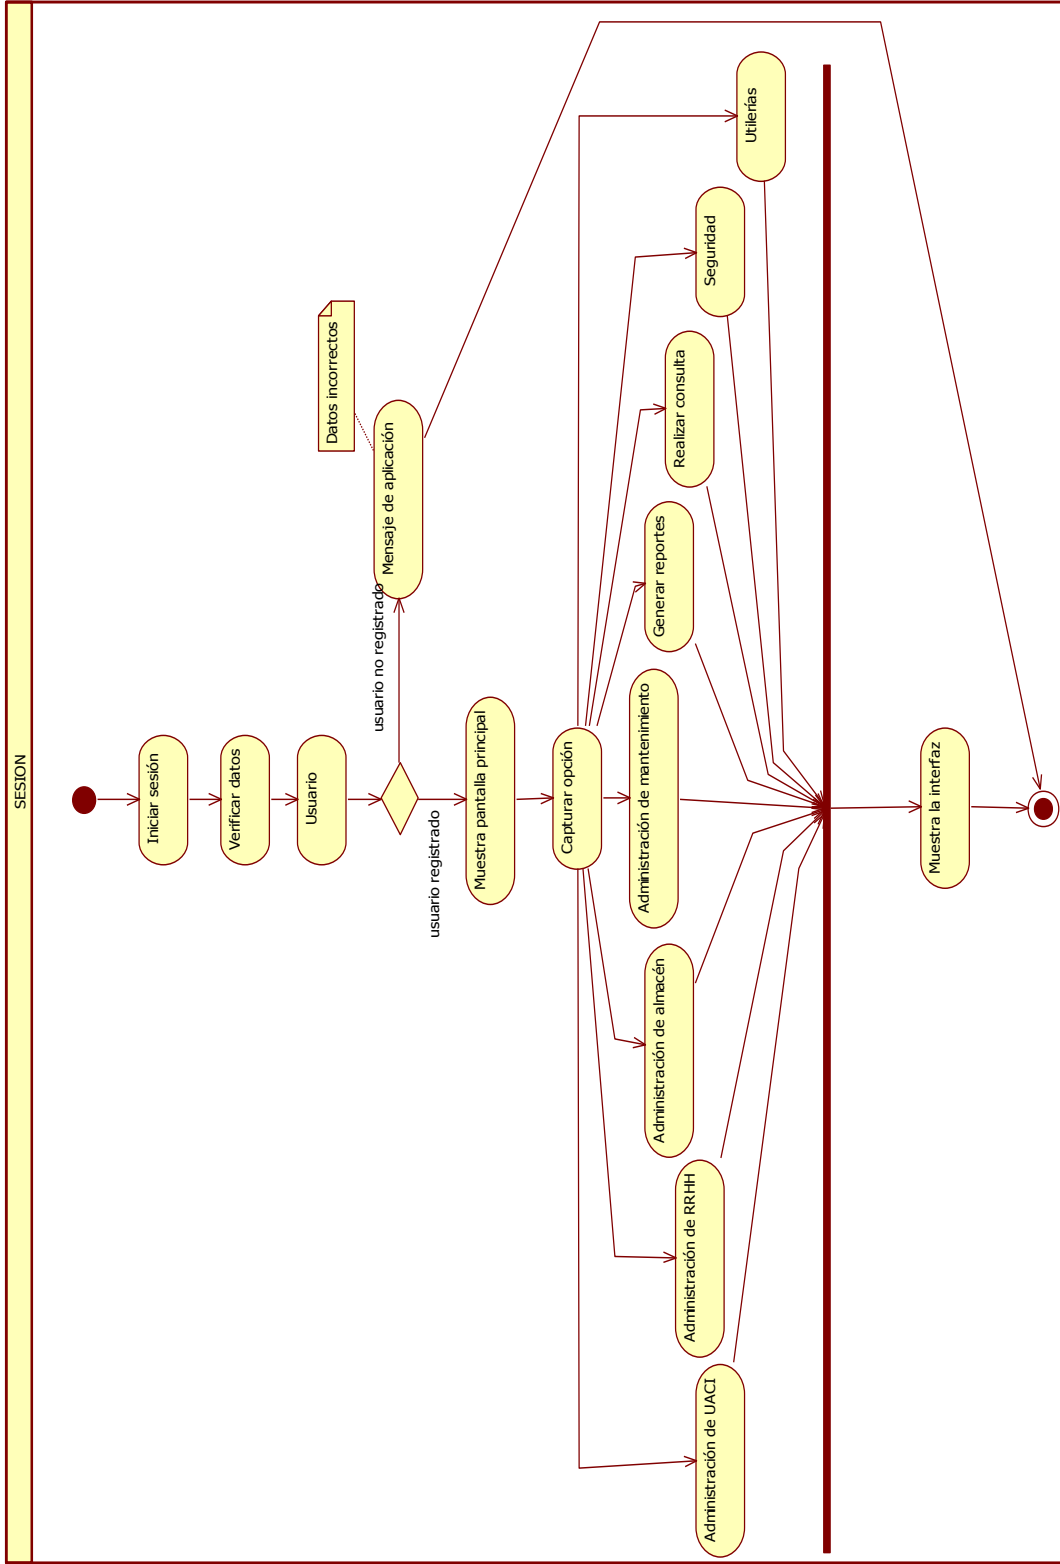 SESION
Iniciar sesión
Verificar datos
Usuario
usuario no registrado
Mensaje de aplicación
Datos incorrectos
usuario registrado
Muestra pantalla principal
Capturar opción
Administración de UACI
Administración de RRHH
Administración de almacén
Administración de mantenimiento
Generar reportes
Realizar consulta
Seguridad
Utilerías
Muestra la interfaz